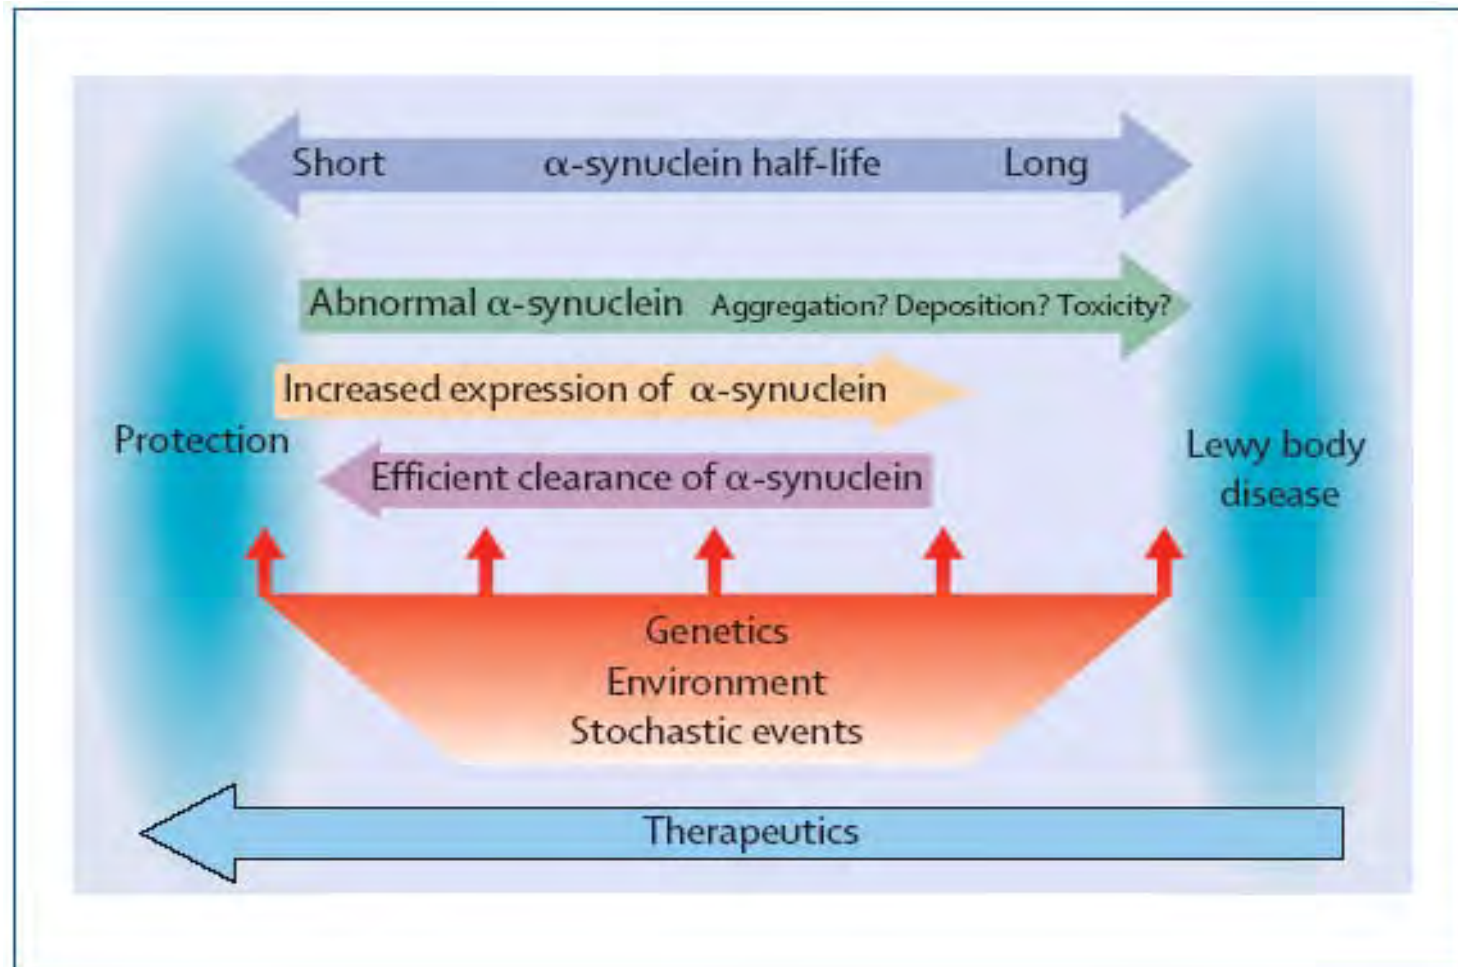 Short α-synuclein half-life Long
Abnormal α-synuclein Aggregation? Deposition? Toxicity?
Increased expression of α-synuclein
Protection
Efficient clearance of α-synuclein
Lewy body
disease
Genetics
Environment
Stochastic events
Therapeutics